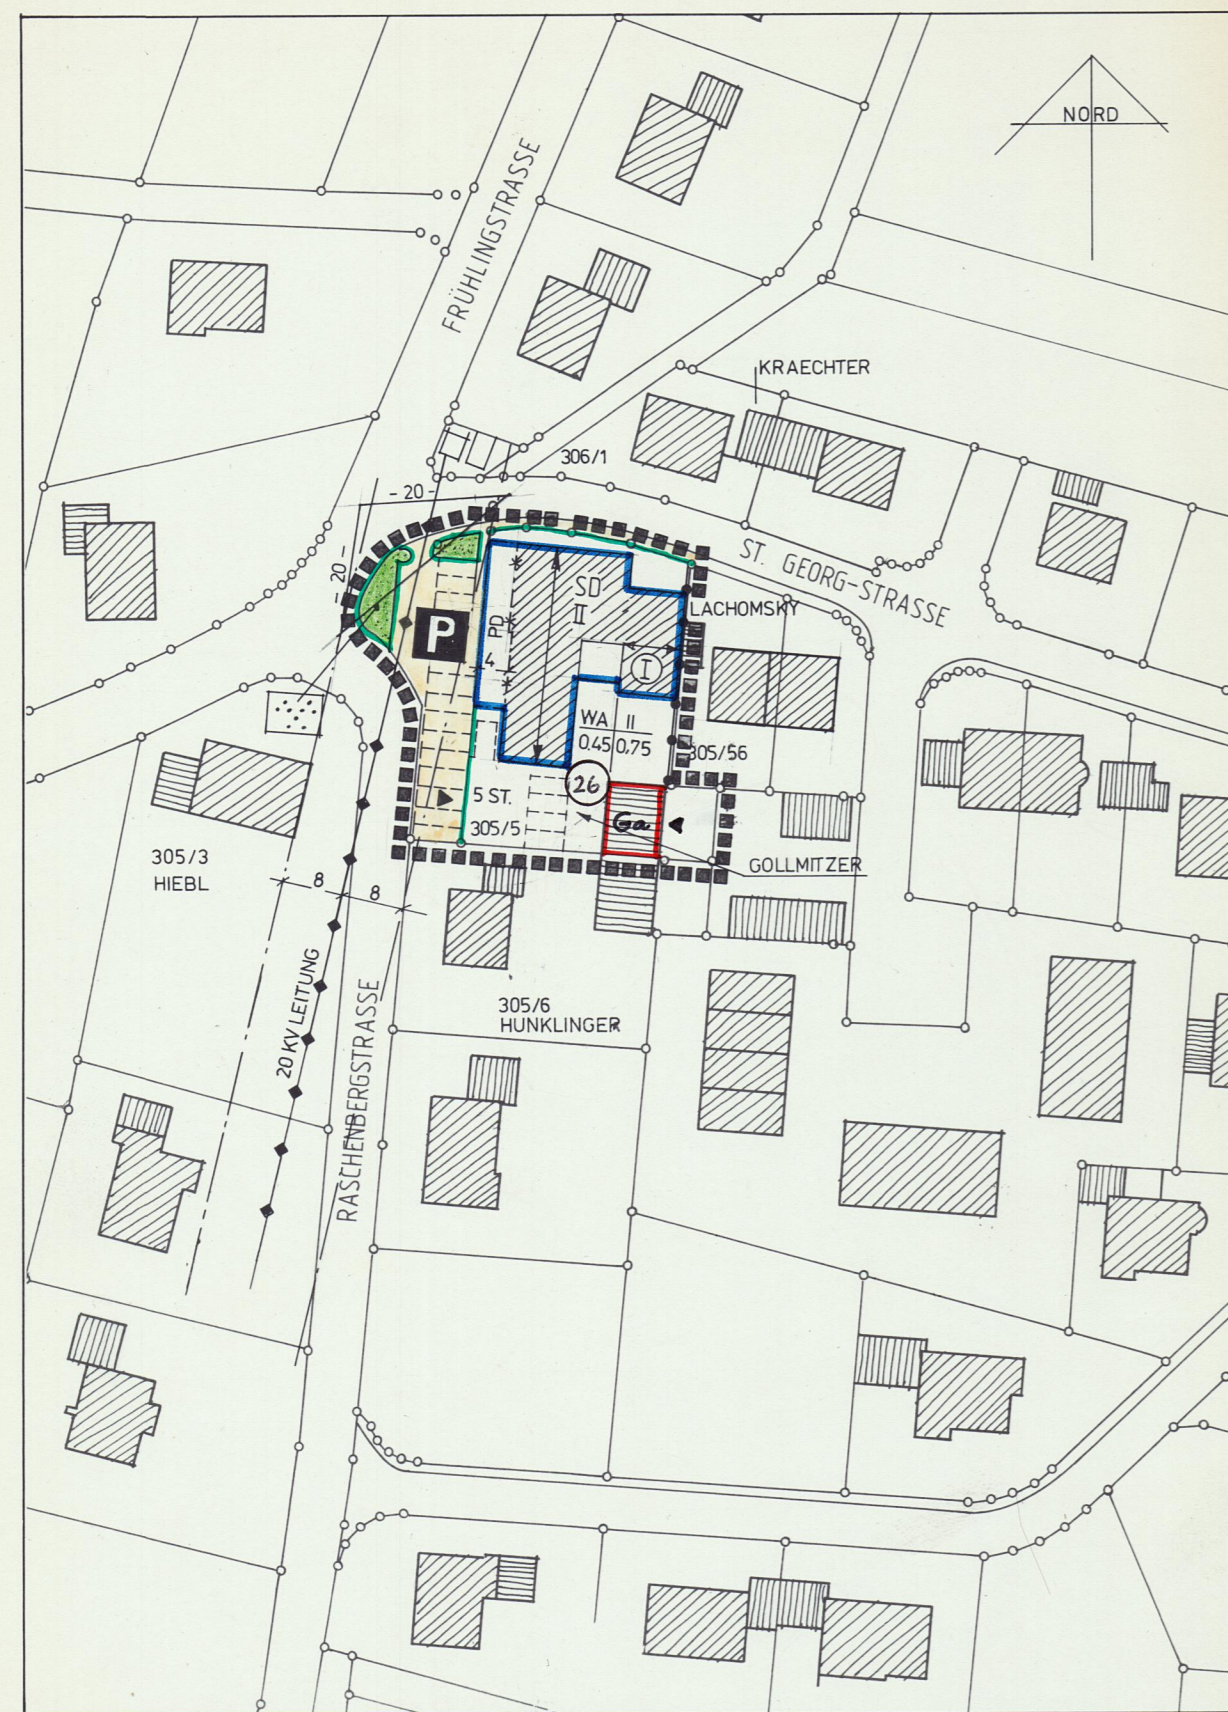 NORD
FRÜHLINGSTRASSE
KRAECHTER
306/1
- 20 -
- 20 -
ST. GEORG-STRASSE
SD
II
LACHOMSKY
P
PD
4
I
WA II
0,45 0,75
305/56
26
5 ST.
Ga
305/5
GOLLMITZER
305/3
HIEBL
8 8
20 KV LEITUNG
RASCHENBERGSTRASSE
305/6
HUNKLINGER